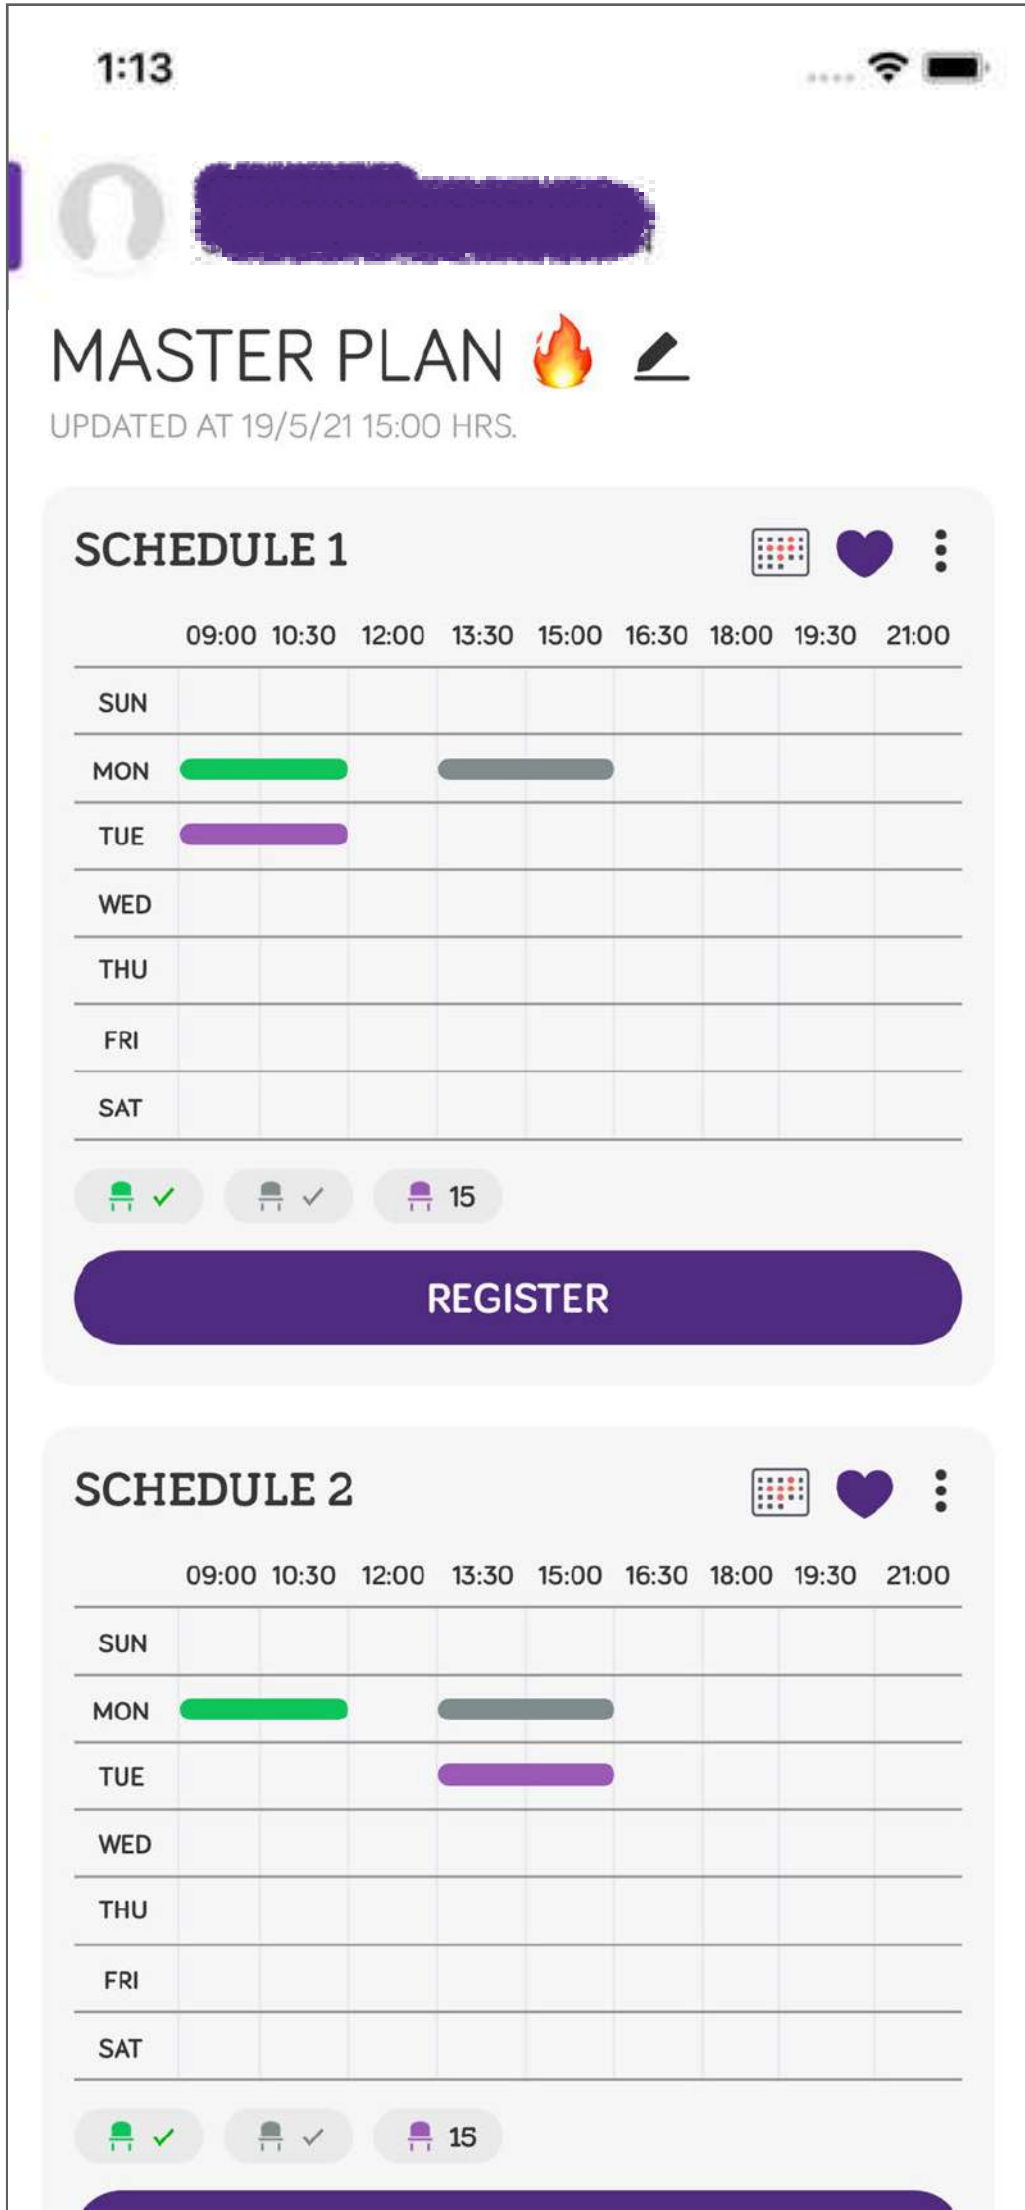 1:13
MASTER PLAN 🔥
UPDATED AT 19/5/21 15:00 HRS.
SCHEDULE 1
09:00 10:30 12:00 13:30 15:00 16:30 18:00 19:30 21:00
SUN
MON
TUE
WED
THU
FRI
SAT
15
REGISTER
SCHEDULE 2
09:00 10:30 12:00 13:30 15:00 16:30 18:00 19:30 21:00
SUN
MON
TUE
WED
THU
FRI
SAT
15